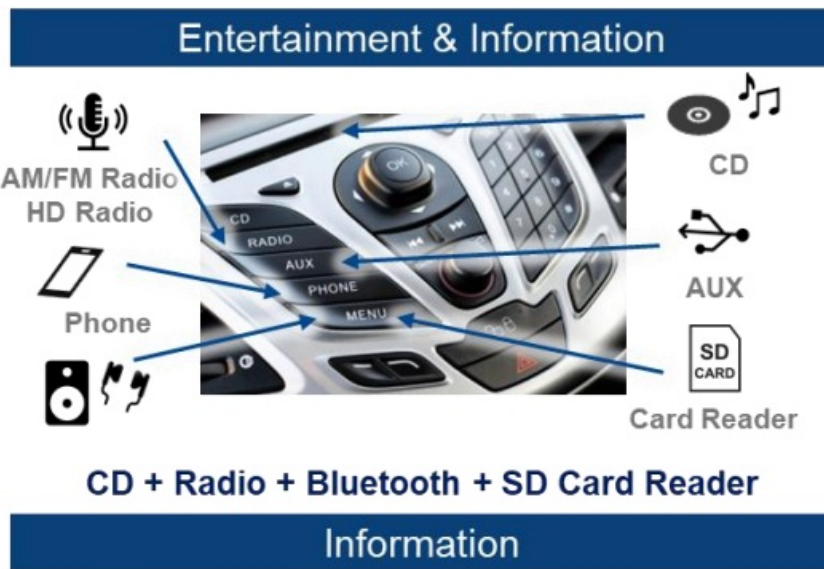 Entertainment & Information
AM/FM Radio
HD Radio
Phone
CD
AUX
SD
CARD
Card Reader
OK
CD
RADIO
AUX
PHONE
MENU
CD + Radio + Bluetooth + SD Card Reader
Information